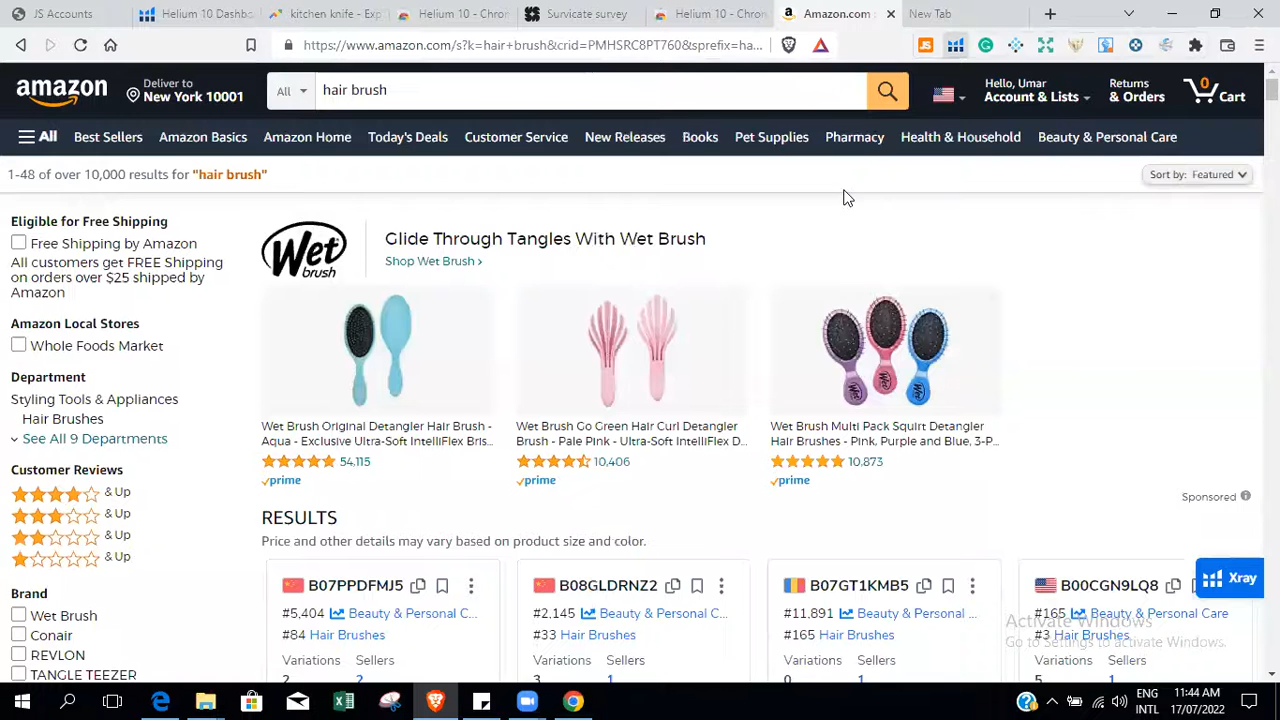 JS Accounts
Helium 10 Dashb
kitchen knife - Exp
Helium 10 - Chron
Survicate survey
Helium 10 - Chron
Amazon.com
New Tab
https://www.amazon.com/s?k=hair+brush&crid=PMHSRC8PT760&sprefix=ha...
amazon
Deliver to
New York 10001
All
hair brush
Hello, Umar
Account & Lists
Returns
& Orders
0
Cart
All
Best Sellers
Amazon Basics
Amazon Home
Today's Deals
Customer Service
New Releases
Books
Pet Supplies
Pharmacy
Health & Household
Beauty & Personal Care
1-48 of over 10,000 results for "hair brush"
Sort by: Featured
Eligible for Free Shipping
Free Shipping by Amazon
All customers get FREE Shipping
on orders over $25 shipped by
Amazon
Amazon Local Stores
Whole Foods Market
Department
Styling Tools & Appliances
Hair Brushes
See All 9 Departments
Customer Reviews
& Up
& Up
& Up
& Up
Brand
Wet Brush
Conair
REVLON
TANGLE TEEZER
Wet
brush
Glide Through Tangles With Wet Brush
Shop Wet Brush ›
Wet Brush Original Detangler Hair Brush -
Aqua - Exclusive Ultra-Soft IntelliFlex Bris...
54,115
prime
Wet Brush Go Green Hair Curl Detangler
Brush - Pale Pink - Ultra-Soft IntelliFlex D...
10,406
prime
Wet Brush Multi Pack Squirt Detangler
Hair Brushes - Pink, Purple and Blue, 3-P...
10,873
prime
Sponsored
RESULTS
Price and other details may vary based on product size and color.
B07PPDFMJ5
#5,404 Beauty & Personal C...
#84 Hair Brushes
Variations Sellers
2 2
B08GLDRNZ2
#2,145 Beauty & Personal C...
#33 Hair Brushes
Variations Sellers
3 1
B07GT1KMB5
#11,891 Beauty & Personal ...
#165 Hair Brushes
Variations Sellers
0 1
B00CGN9LQ8
#165 Beauty & Personal Care
#3 Hair Brushes
Variations Sellers
5 1
Xray
Activate Windows
Go to Settings to activate Windows.
ENG
INTL
11:44 AM
17/07/2022